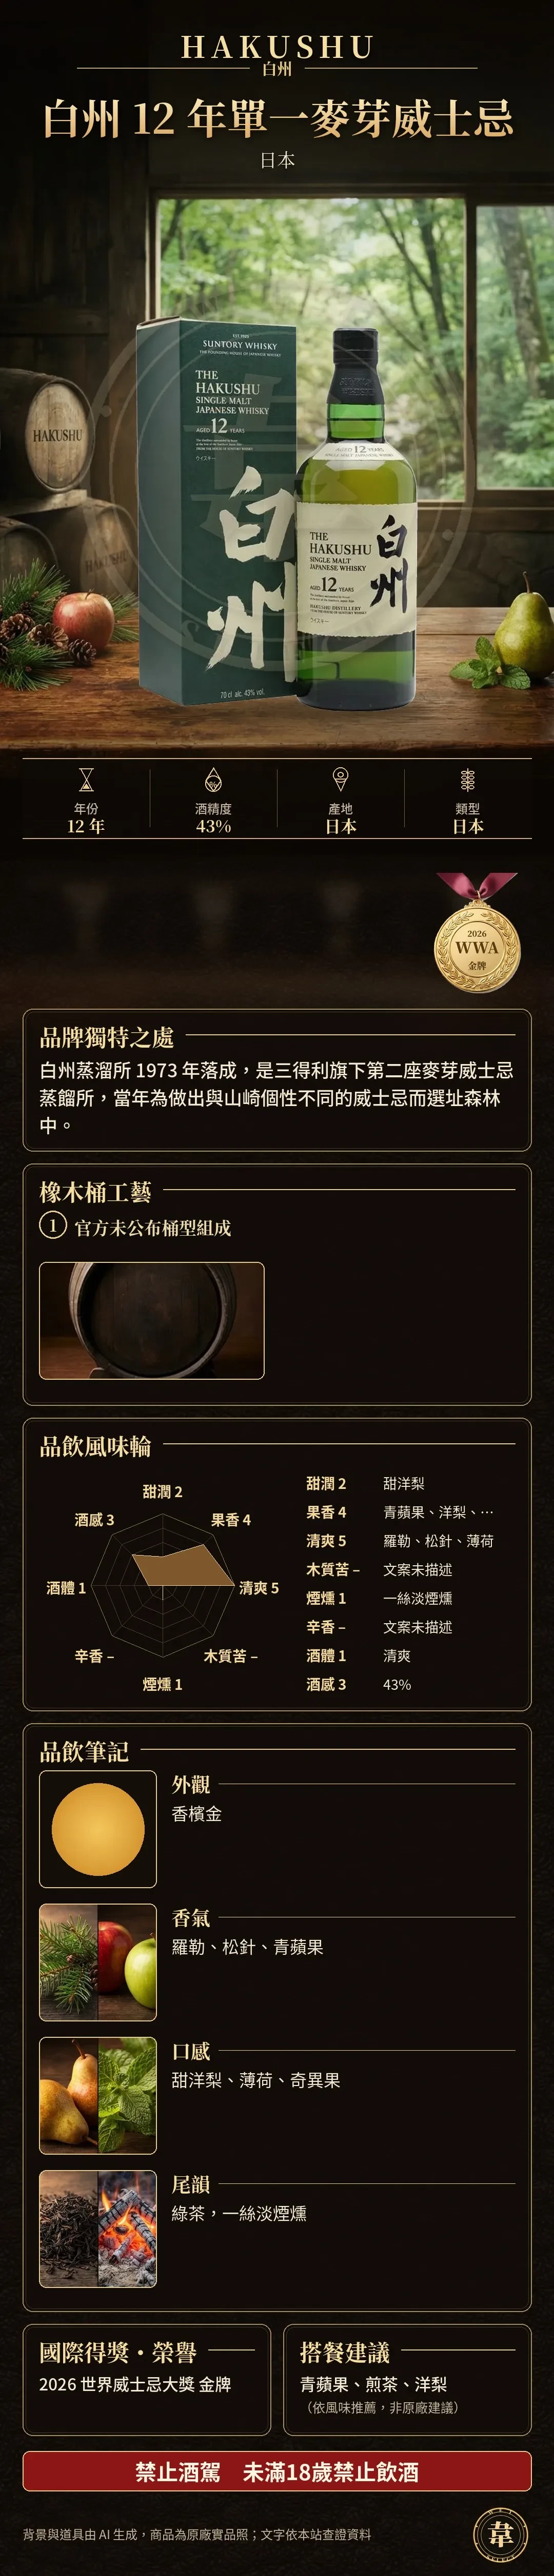 HAKUSHU
白州
白州 12 年單一麥芽威士忌
日本
HAKUSHU
SUNTORY WHISKY
THE
HAKUSHU
SINGLE MALT
JAPANESE WHISKY
AGED 12 YEARS
ウイスキー
白州
70 cl alc. 43% vol.
12 YEARS
THE
HAKUSHU
SINGLE MALT
JAPANESE WHISKY
AGED 12 YEARS
HAKUSHU DISTILLERY
ウイスキー
白州
年份
12 年
酒精度
43%
產地
日本
類型
日本
2026
WWA
金牌
品牌獨特之處
白州蒸溜所 1973 年落成，是三得利旗下第二座麥芽威士忌
蒸餾所，當年為做出與山崎個性不同的威士忌而選址森林
中。
橡木桶工藝
1 官方未公布桶型組成
品飲風味輪
甜潤 2
果香 4
清爽 5
木質苦 –
煙燻 1
辛香 –
酒體 1
酒感 3
甜潤 2 甜洋梨
果香 4 青蘋果、洋梨、…
清爽 5 羅勒、松針、薄荷
木質苦 – 文案未描述
煙燻 1 一絲淡煙燻
辛香 – 文案未描述
酒體 1 清爽
酒感 3 43%
品飲筆記
外觀
香檳金
香氣
羅勒、松針、青蘋果
口感
甜洋梨、薄荷、奇異果
尾韻
綠茶，一絲淡煙燻
國際得獎・榮譽
2026 世界威士忌大獎 金牌
搭餐建議
青蘋果、煎茶、洋梨
（依風味推薦，非原廠建議）
禁止酒駕 未滿18歲禁止飲酒
背景與道具由 AI 生成，商品為原廠實品照；文字依本站查證資料
韋